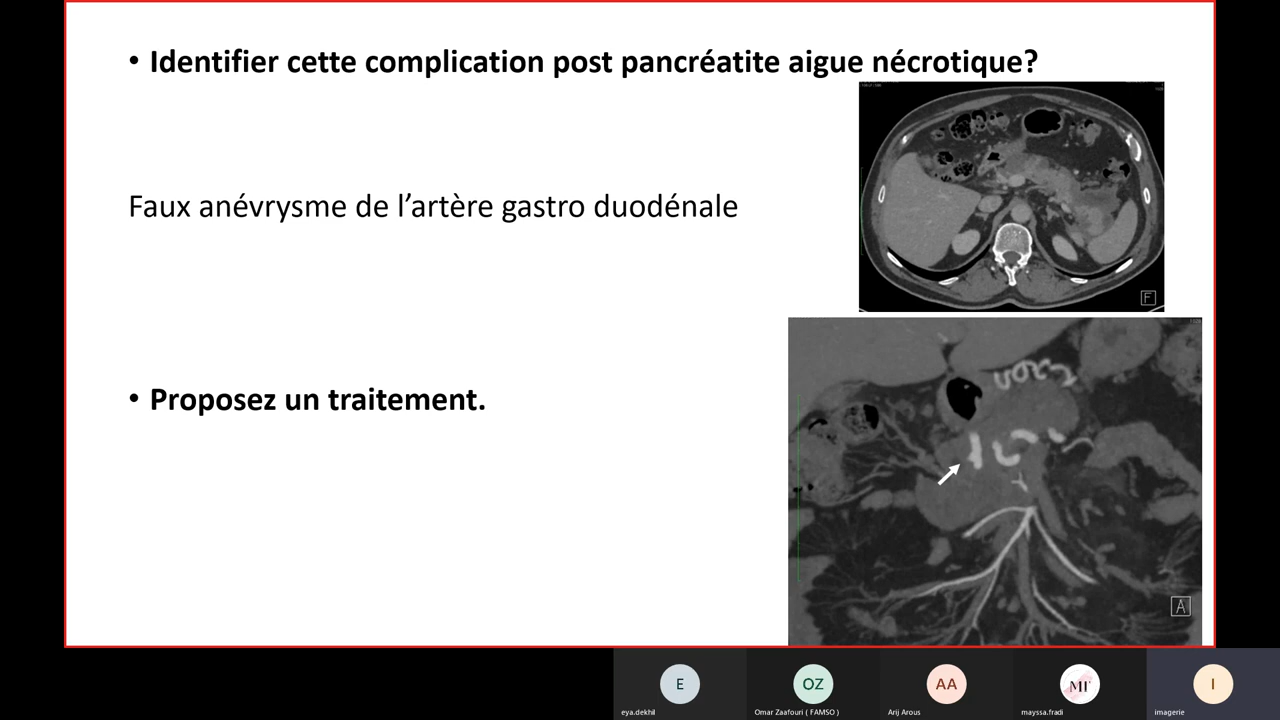 • Identifier cette complication post pancréatite aigue nécrotique?
Faux anévrysme de l’artère gastro duodénale
• Proposez un traitement.
F
A
E
OZ
AA
MF
I
eya.dekhil
Omar Zaafouri ( FAMSO )
Arij Arous
mayssa.fradi
imagerie